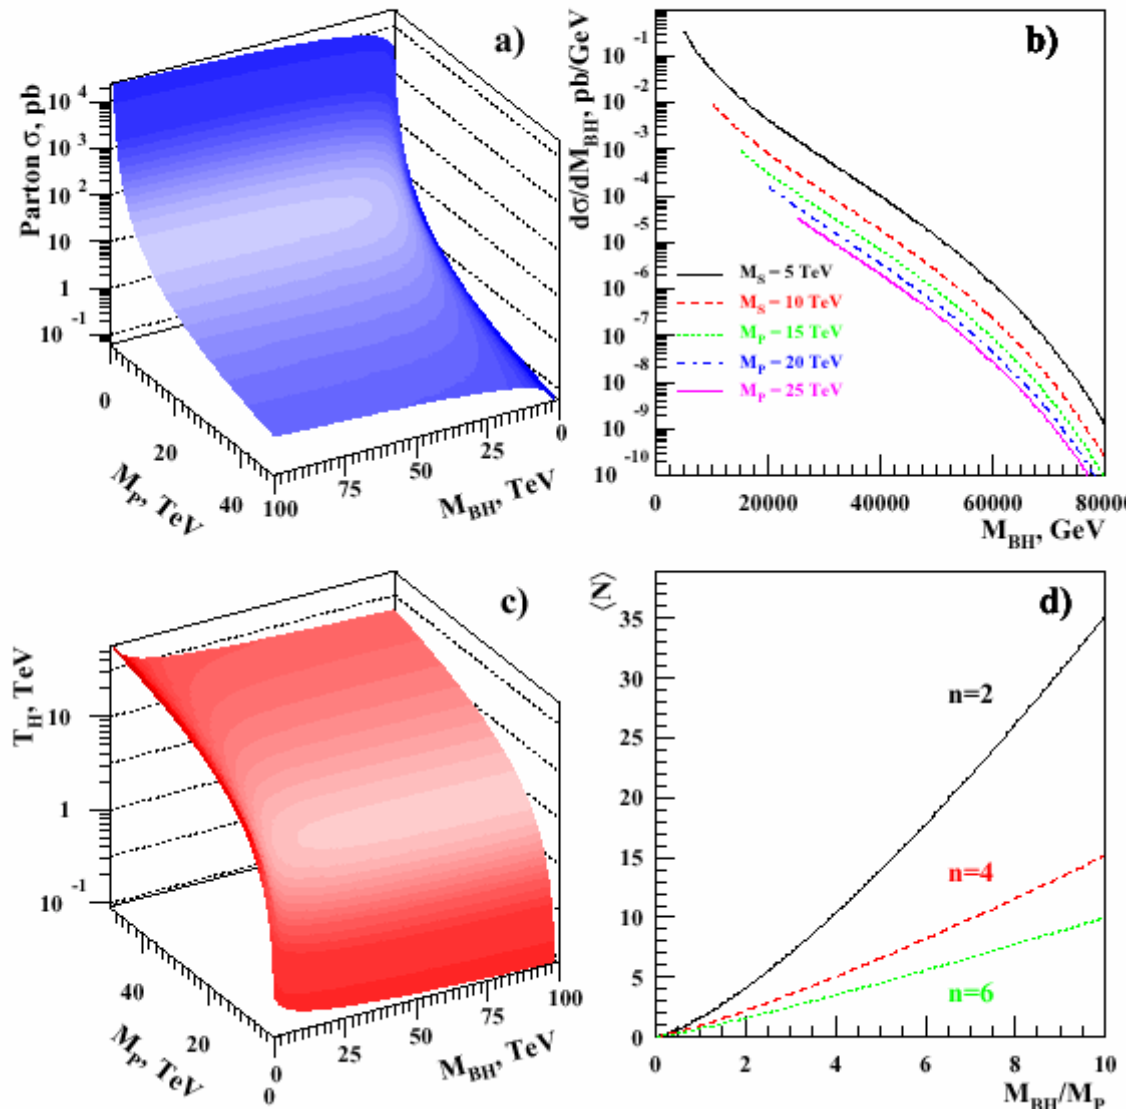 a)
Parton σ, pb
10 4
10 3
10 2
10
1
10 -1
0
20
40
M_P, TeV
100
75
50
25
0
M_BH, TeV
b)
dσ/dM_BH, pb/GeV
10 -1
10 -2
10 -3
10 -4
10 -5
10 -6
10 -7
10 -8
10 -9
10 -10
M_S = 5 TeV
M_S = 10 TeV
M_P = 15 TeV
M_P = 20 TeV
M_P = 25 TeV
0
20000
40000
60000
80000
M_BH, GeV
c)
T_H, TeV
10
1
10 -1
40
20
0
M_P, TeV
0
25
50
75
100
M_BH, TeV
d)
⟨N⟩
35
30
25
20
15
10
5
0
n=2
n=4
n=6
0
2
4
6
8
10
M_BH/M_P